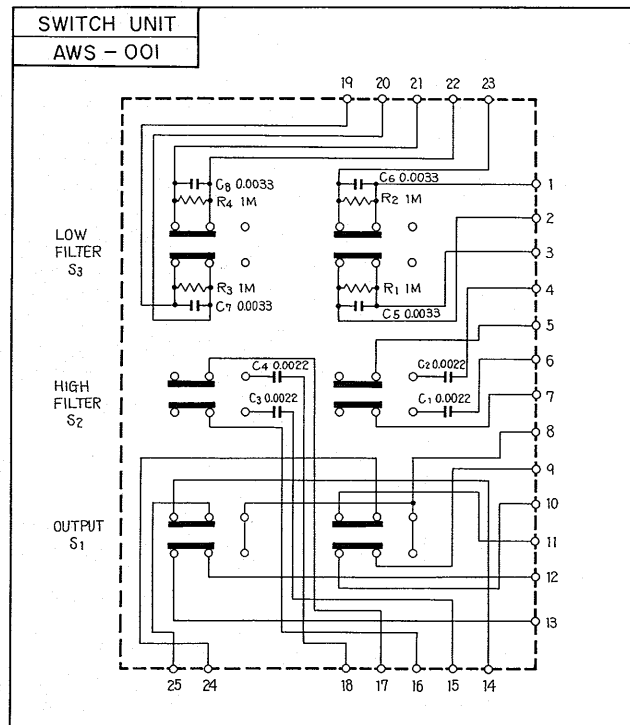 SWITCH UNIT
AWS - 001
19 20 21 22 23
C8 0.0033
R4 1M
C6 0.0033
R2 1M
1
2
LOW
FILTER
S3
3
R3 1M
C7 0.0033
R1 1M
C5 0.0033
4
5
C4 0.0022
C2 0.0022
6
HIGH
FILTER
S2
C3 0.0022
C1 0.0022
7
8
9
10
OUTPUT
S1
11
12
13
25 24 18 17 16 15 14